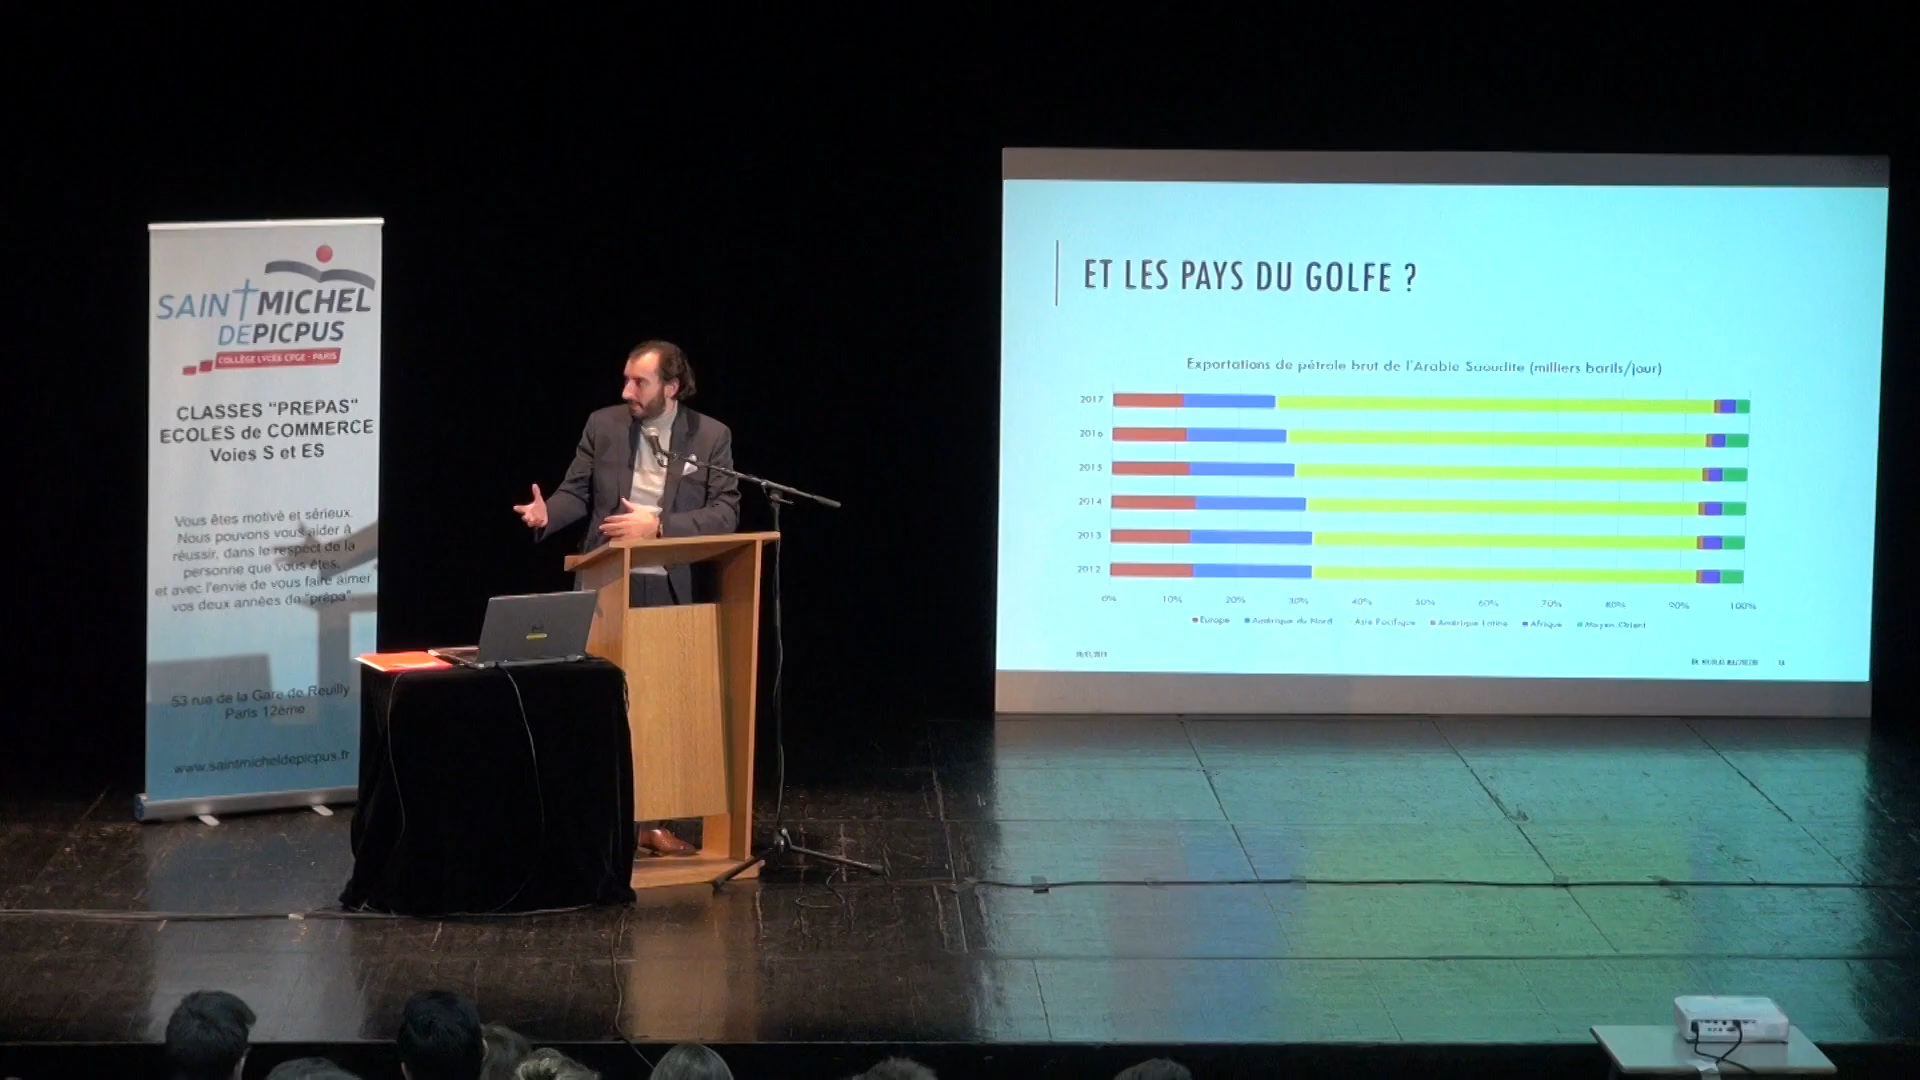 SAINT MICHEL
DE PICPUS
COLLÈGE LYCÉE CPGE - PARIS
CLASSES "PREPAS"
ECOLES de COMMERCE
Voies S et ES
Vous êtes motivé et sérieux.
Nous pouvons vous aider à
réussir, dans le respect de la
personne que vous êtes,
et avec l'envie de vous faire aimer
vos deux années de "prépa".
53 rue de la Gare de Reuilly
Paris 12ème
www.saintmicheldepicpus.fr
ET LES PAYS DU GOLFE ?
Exportations de pétrole brut de l'Arabie Saoudite (milliers barils/jour)
2017
2016
2015
2014
2013
2012
0% 10% 20% 30% 40% 50% 60% 70% 80% 90% 100%
Europe Amérique du Nord Asie Pacifique Amérique Latine Afrique Moyen-Orient